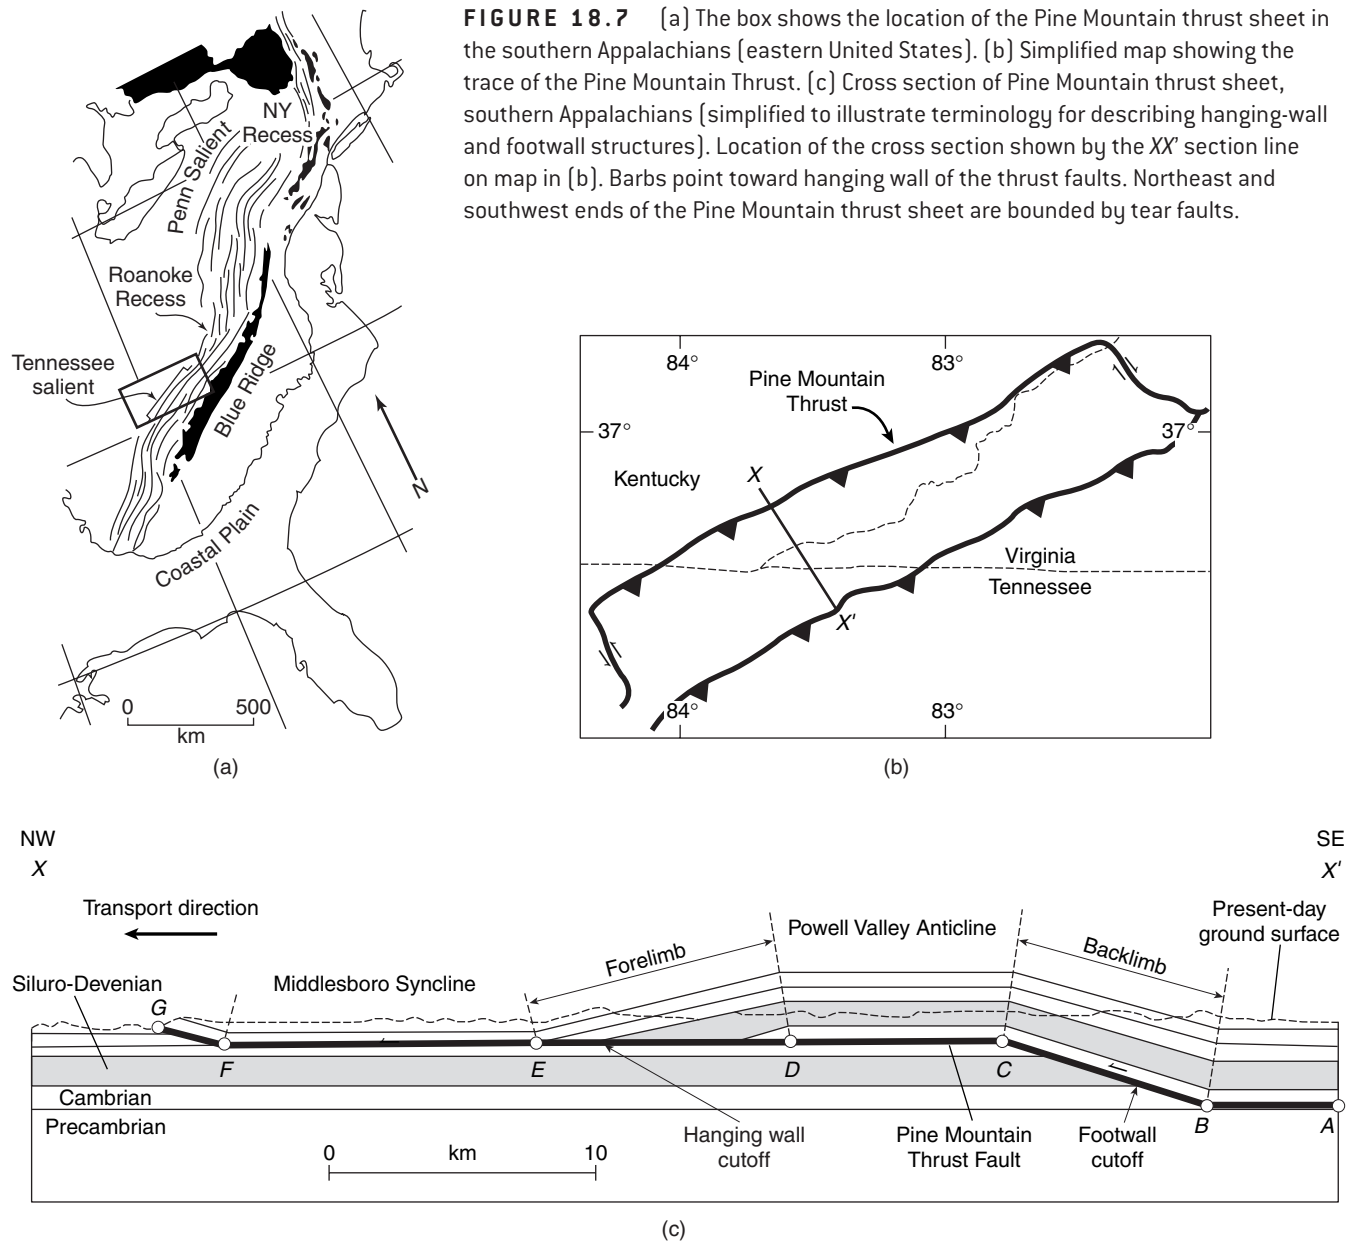 FIGURE 18.7 (a) The box shows the location of the Pine Mountain thrust sheet in
the southern Appalachians (eastern United States). (b) Simplified map showing the
trace of the Pine Mountain Thrust. (c) Cross section of Pine Mountain thrust sheet,
southern Appalachians (simplified to illustrate terminology for describing hanging-wall
and footwall structures). Location of the cross section shown by the XX' section line
on map in (b). Barbs point toward hanging wall of the thrust faults. Northeast and
southwest ends of the Pine Mountain thrust sheet are bounded by tear faults.
NY
Recess
Penn Salient
Roanoke
Recess
Tennessee
salient
Blue Ridge
N
Coastal Plain
0 500
km
(a)
84° 83°
Pine Mountain
Thrust
37° 37°
Kentucky
X
Virginia
Tennessee
X'
84° 83°
(b)
NW
X
SE
X'
Transport direction
Present-day
ground surface
Powell Valley Anticline
Forelimb
Backlimb
Siluro-Devenian
Middlesboro Syncline
G
F E D C
Cambrian
Precambrian
B A
Hanging wall
cutoff
Pine Mountain
Thrust Fault
Footwall
cutoff
0 km 10
(c)